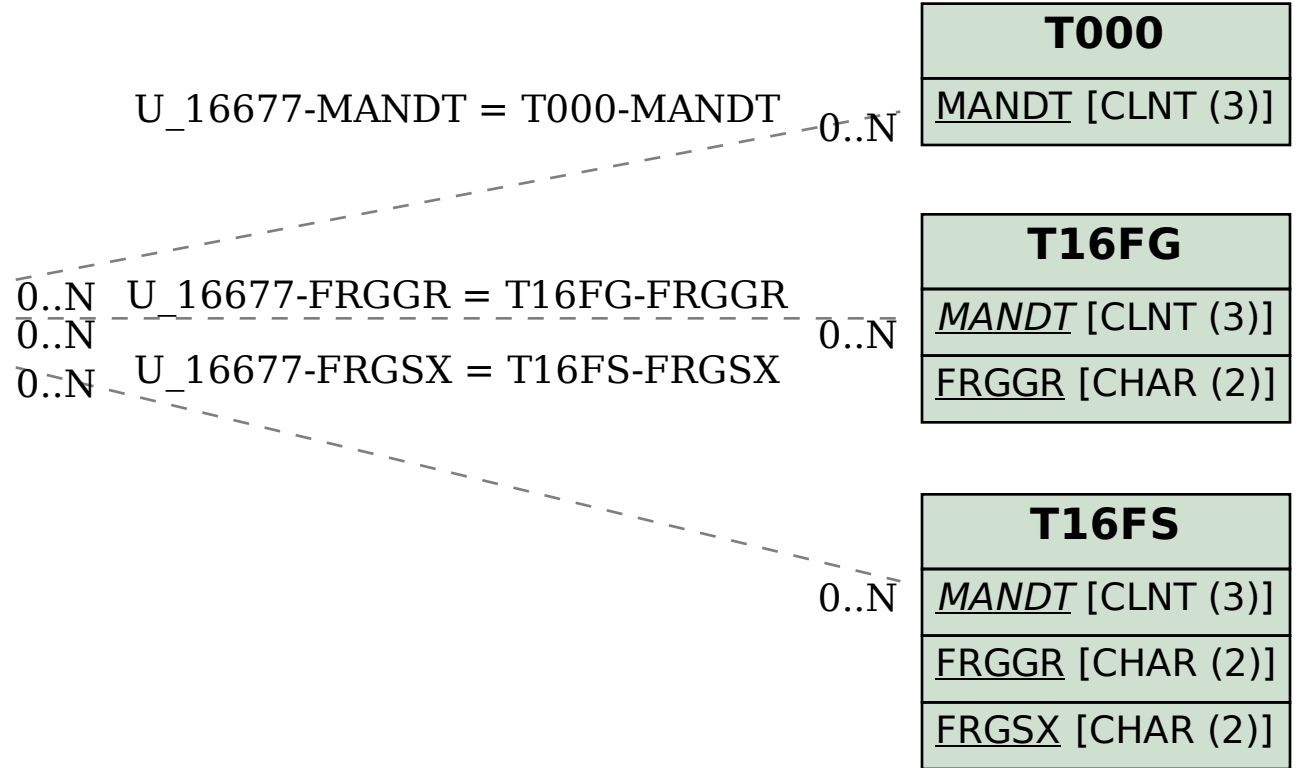 T000
MANDT [CLNT (3)]
U_16677-MANDT = T000-MANDT
0..N
T16FG
MANDT [CLNT (3)]
FRGGR [CHAR (2)]
0..N
U_16677-FRGGR = T16FG-FRGGR
0..N
0..N
0..N
U_16677-FRGSX = T16FS-FRGSX
T16FS
MANDT [CLNT (3)]
FRGGR [CHAR (2)]
FRGSX [CHAR (2)]
0..N